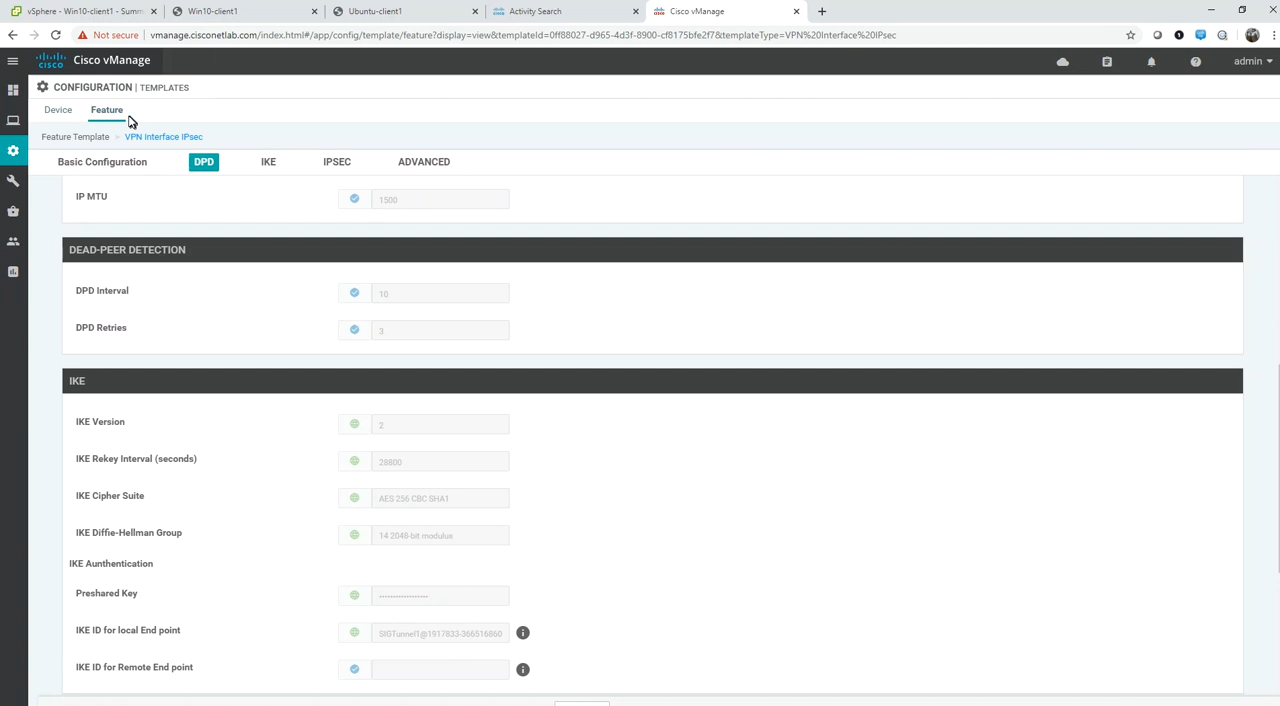 vSphere - Win10-client1 - Summ
Win10-client1
Ubuntu-client1
Activity Search
Cisco vManage
Not secure
vmanage.cisconetlab.com/index.html#/app/config/template/feature?display=view&templateId=0ff88027-d965-4d3f-8900-cf8175bfe2f7&templateType=VPN%20Interface%20IPsec
cisco
Cisco vManage
admin
CONFIGURATION | TEMPLATES
Device
Feature
Feature Template > VPN Interface IPsec
Basic Configuration
DPD
IKE
IPSEC
ADVANCED
IP MTU
1500
DEAD-PEER DETECTION
DPD Interval
10
DPD Retries
3
IKE
IKE Version
2
IKE Rekey Interval (seconds)
28800
IKE Cipher Suite
AES 256 CBC SHA1
IKE Diffie-Hellman Group
14 2048-bit modulus
IKE Aunthentication
Preshared Key
••••••••••••••••••
IKE ID for local End point
SIGTunnel1@1917833-366516860
IKE ID for Remote End point